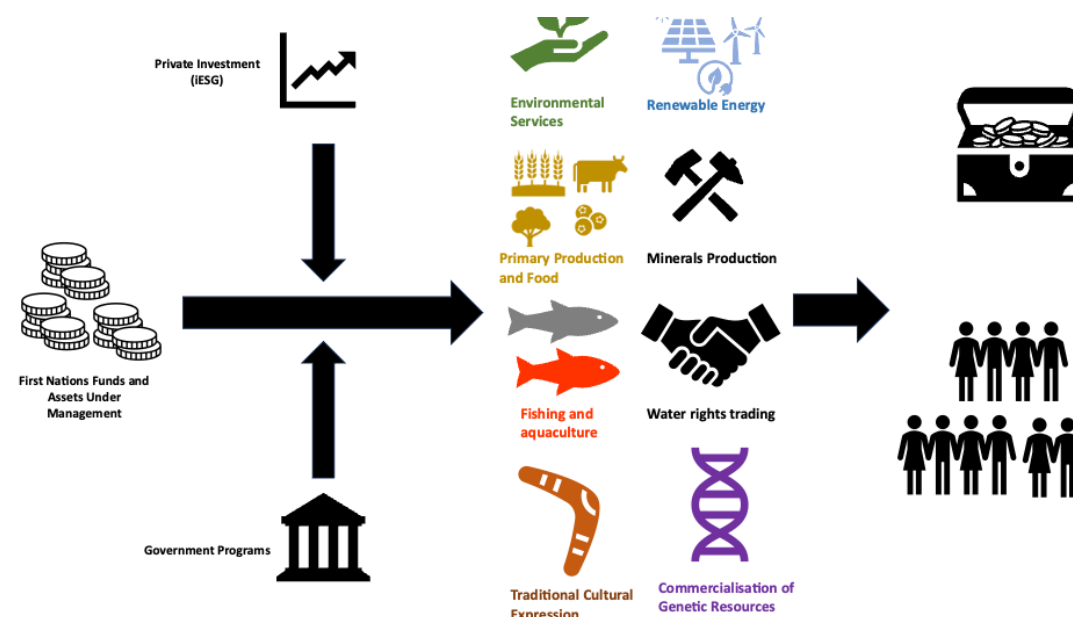 Private Investment
(iESG)
First Nations Funds and
Assets Under
Management
Government Programs
Environmental
Services
Renewable Energy
Primary Production
and Food
Minerals Production
Fishing and
aquaculture
Water rights trading
Traditional Cultural
Expression
Commercialisation of
Genetic Resources